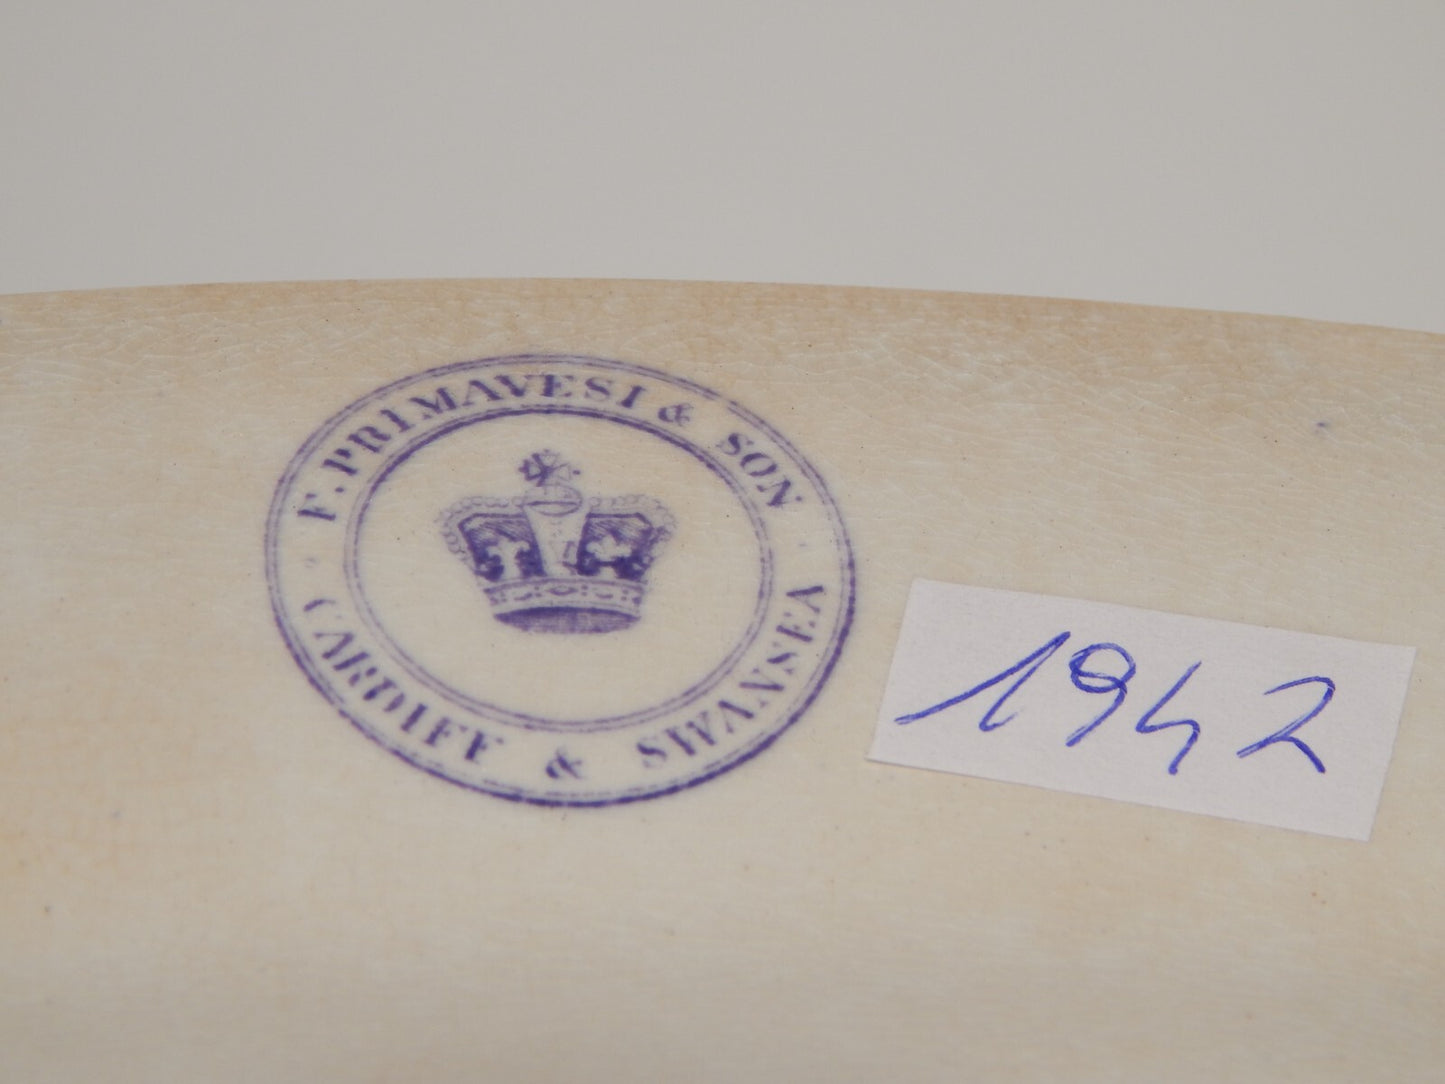 F. PRIMAVESI & SON
CARDIFF & SWANSEA
1942